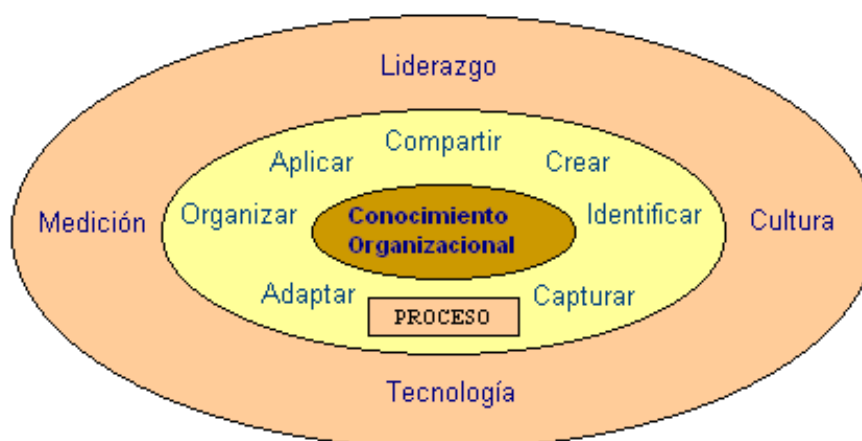 Liderazgo
Compartir
Aplicar
Crear
Organizar
Conocimiento
Organizacional
Identificar
Medición
Cultura
Adaptar
PROCESO
Capturar
Tecnología